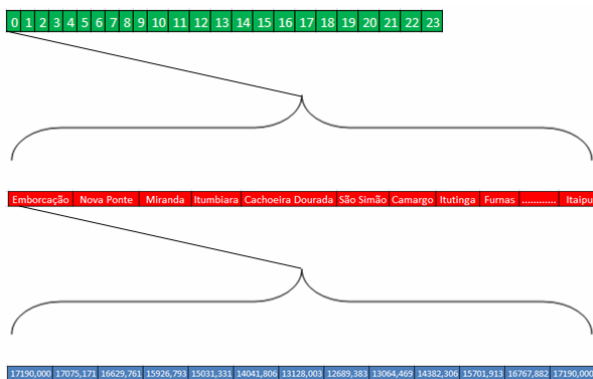 0 1 2 3 4 5 6 7 8 9 10 11 12 13 14 15 16 17 18 19 20 21 22 23
Emborcação Nova Ponte Miranda Itumbiara Cachoeira Dourada São Simão Camargo Itutinga Furnas ............ Itaipu
17190,000 17075,171 16629,761 15926,793 15031,331 14041,806 13128,003 12689,383 13064,469 14382,306 15701,913 16767,882 17190,000